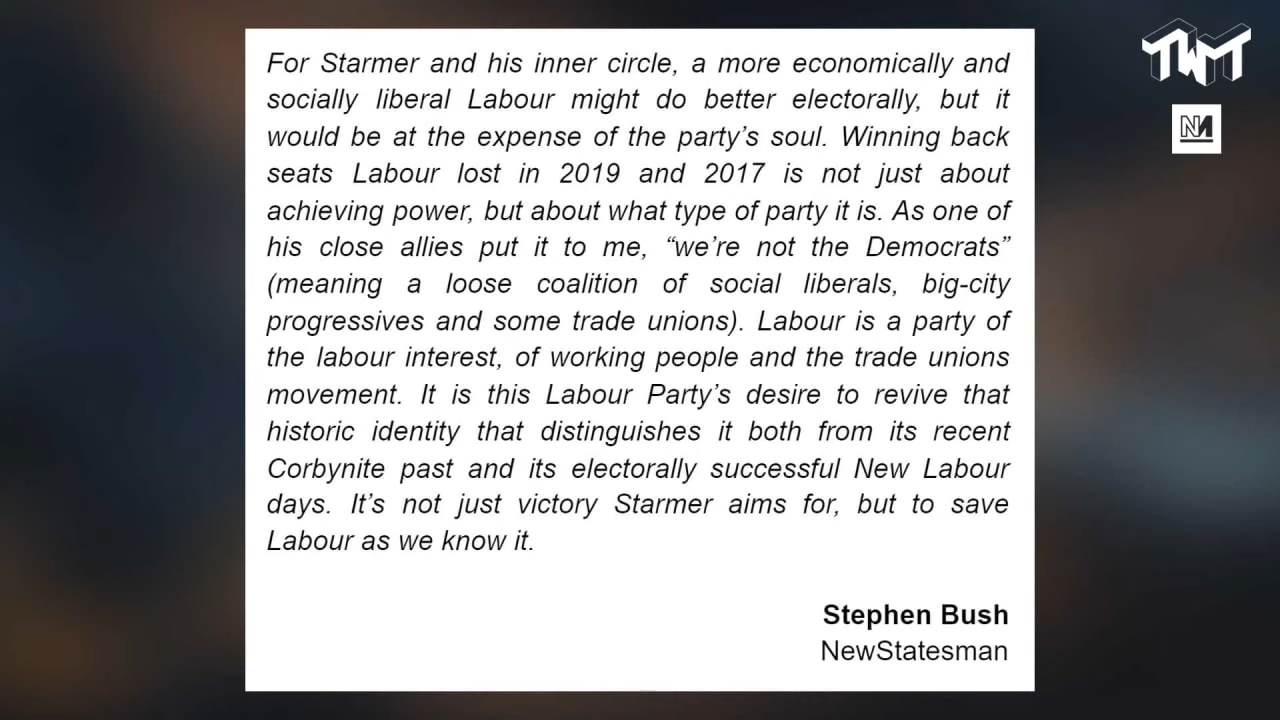 TWMT
NM
For Starmer and his inner circle, a more economically and
socially liberal Labour might do better electorally, but it
would be at the expense of the party’s soul. Winning back
seats Labour lost in 2019 and 2017 is not just about
achieving power, but about what type of party it is. As one of
his close allies put it to me, “we’re not the Democrats”
(meaning a loose coalition of social liberals, big-city
progressives and some trade unions). Labour is a party of
the labour interest, of working people and the trade unions
movement. It is this Labour Party’s desire to revive that
historic identity that distinguishes it both from its recent
Corbynite past and its electorally successful New Labour
days. It’s not just victory Starmer aims for, but to save
Labour as we know it.
Stephen Bush
NewStatesman